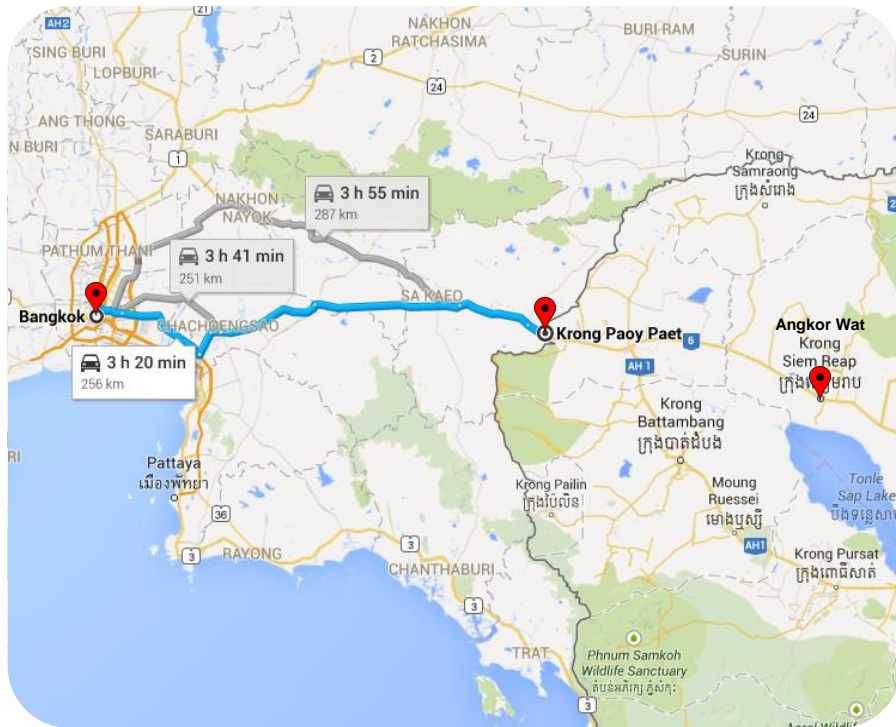 AH2
21
NAKHON
RATCHASIMA
BURI RAM
SURIN
SING BURI
LOPBURI
2
24
ANG THONG
SARABURI
24
N BURI
1
Krong
Samraong
ក្រុងសំរោង
NAKHON
NAYOK
3 h 55 min
287 km
PATHUM THANI
3 h 41 min
251 km
SA KAEO
Bangkok
CHACHOENGSAO
Krong Paoy Paet
6
Angkor Wat
Krong
Siem Reap
3 h 20 min
256 km
AH1
Krong
Battambang
ក្រុងបាត់ដំបង
RI
Pattaya
เมืองพัทยา
Krong Pailin
ក្រុងប៉ៃលិន
Moung
Ruessei
មោងឫស្សី
Tonle
Sap Lake
36
3
RAYONG
3
AH1
Krong Pursat
ក្រុងពោធិ៍សាត់
CHANTHABURI
3
TRAT
Phnum Samkoh
Wildlife Sanctuary
3
Aoral Wildlif